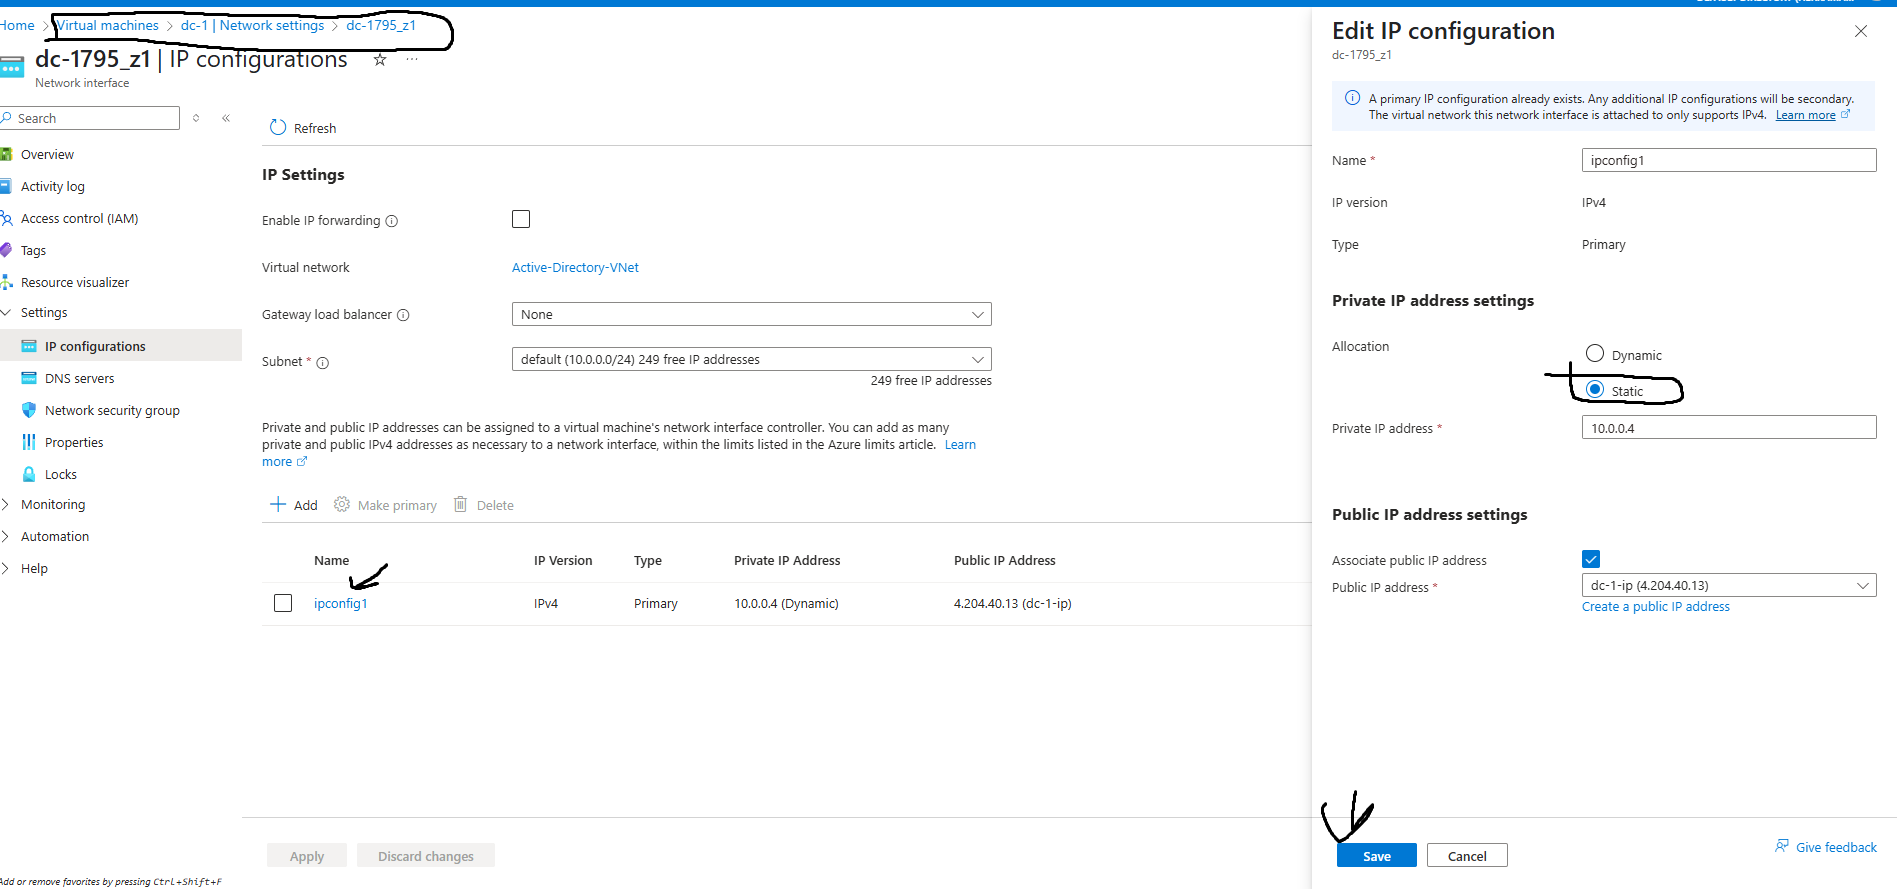 Home > Virtual machines > dc-1 | Network settings > dc-1795_z1
dc-1795_z1 | IP configurations
Network interface
Search
Overview
Activity log
Access control (IAM)
Tags
Resource visualizer
Settings
IP configurations
DNS servers
Network security group
Properties
Locks
Monitoring
Automation
Help
Add or remove favorites by pressing Ctrl+Shift+F
Refresh
IP Settings
Enable IP forwarding
Virtual network Active-Directory-VNet
Gateway load balancer None
Subnet * default (10.0.0.0/24) 249 free IP addresses
249 free IP addresses
Private and public IP addresses can be assigned to a virtual machine's network interface controller. You can add as many
private and public IPv4 addresses as necessary to a network interface, within the limits listed in the Azure limits article. Learn
more
Add Make primary Delete
Name IP Version Type Private IP Address Public IP Address
ipconfig1 IPv4 Primary 10.0.0.4 (Dynamic) 4.204.40.13 (dc-1-ip)
Apply Discard changes
Edit IP configuration
dc-1795_z1
A primary IP configuration already exists. Any additional IP configurations will be secondary.
The virtual network this network interface is attached to only supports IPv4. Learn more
Name * ipconfig1
IP version IPv4
Type Primary
Private IP address settings
Allocation Dynamic
Static
Private IP address * 10.0.0.4
Public IP address settings
Associate public IP address
Public IP address * dc-1-ip (4.204.40.13)
Create a public IP address
Save Cancel
Give feedback